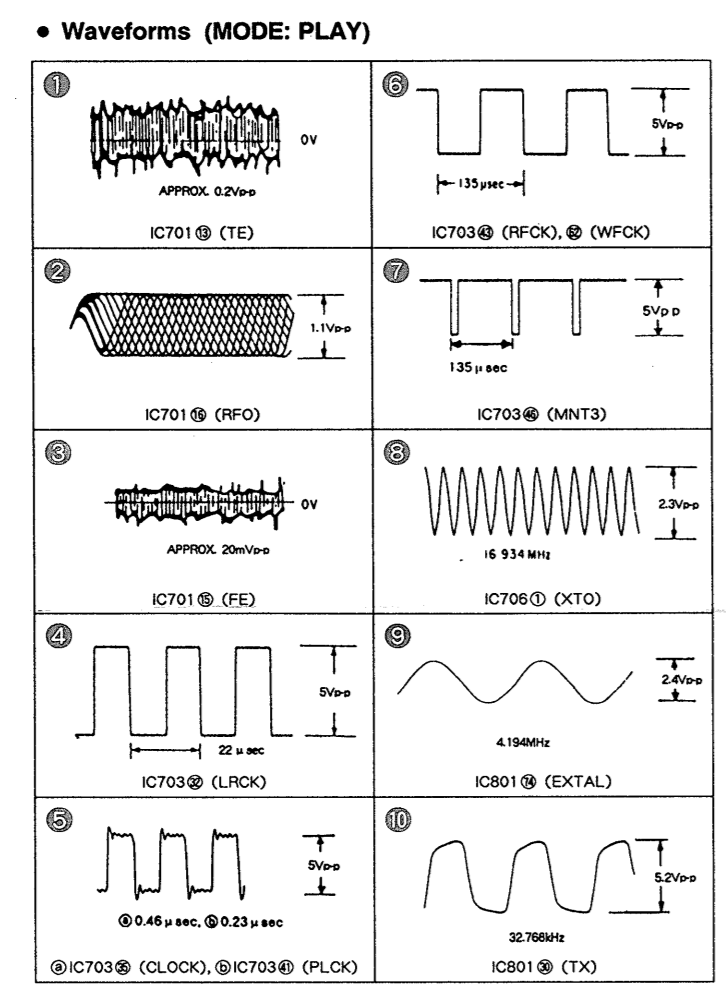 • Waveforms (MODE: PLAY)
①
0V
APPROX. 0.2Vp-p
IC701 ⑬ (TE)
②
1.1Vp-p
IC701 ⑯ (RFO)
③
0V
APPROX. 20mVp-p
IC701 ⑮ (FE)
④
5Vp-p
22 μ sec
IC703 ㉜ (LRCK)
⑤
5Vp-p
ⓐ 0.46 μ sec, ⓑ 0.23 μ sec
ⓐ IC703 ㉟ (CLOCK), ⓑ IC703 ㊶ (PLCK)
⑥
5Vp-p
135 μsec
IC703 ㊸ (RFCK), 62 (WFCK)
⑦
5Vp p
135 μ sec
IC703 ㊻ (MNT3)
⑧
2.3Vp-p
16 934 MHz
IC706 ① (XTO)
⑨
2.4Vp-p
4.194MHz
IC801 74 (EXTAL)
⑩
5.2Vp-p
32.768kHz
IC801 ㉚ (TX)